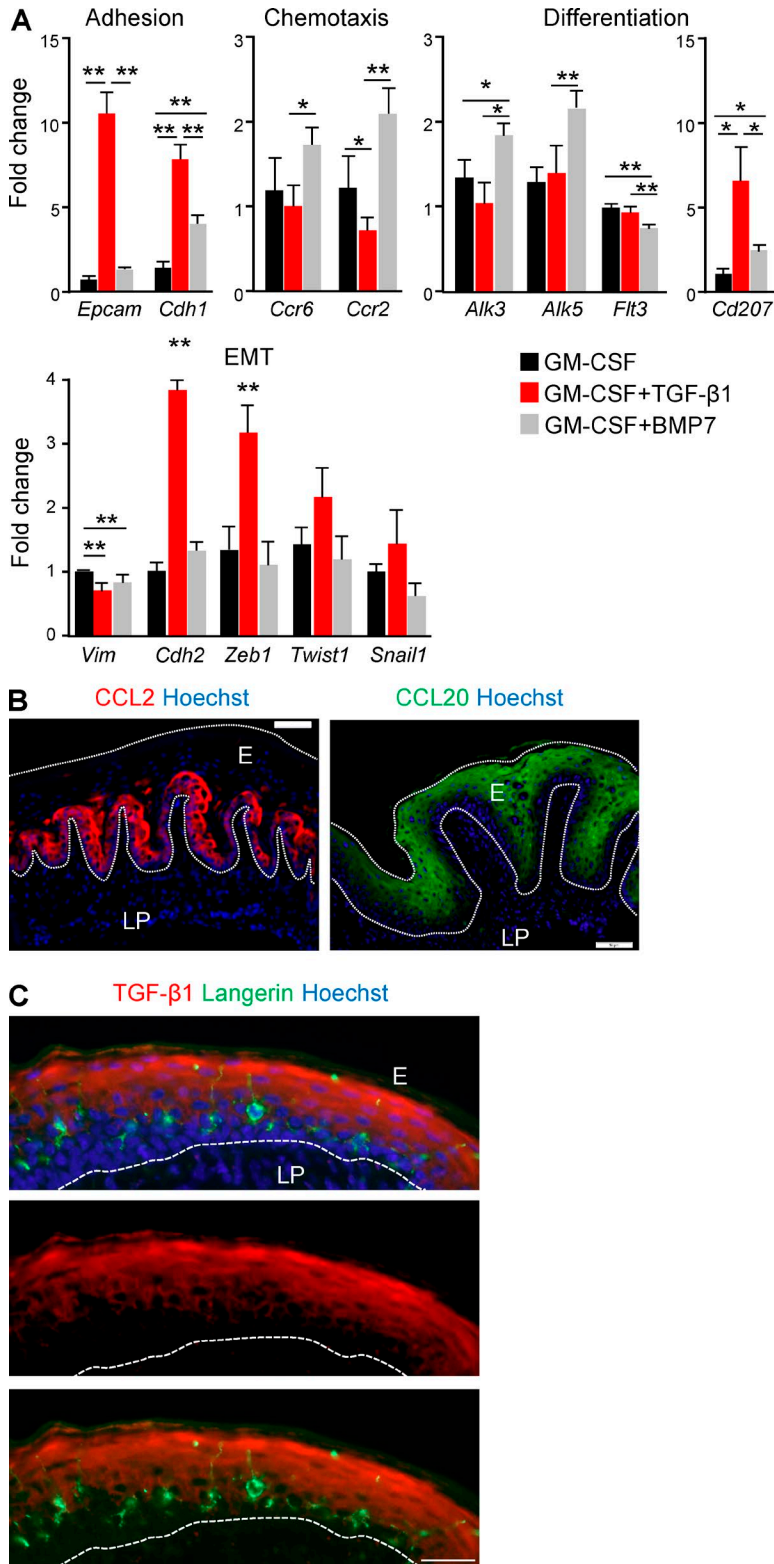 A
Adhesion
Chemotaxis
Differentiation
Fold change
15
10
5
0
** **
**
** **
Epcam Cdh1
3
2
1
0
*
**
*
Ccr6 Ccr2
3
2
1
0
*
*
**
**
**
Alk3 Alk5 Flt3
15
10
5
0
*
* *
Cd207
EMT
Fold change
4
3
2
1
0
**
**
**
**
Vim Cdh2 Zeb1 Twist1 Snail1
GM-CSF
GM-CSF+TGF-β1
GM-CSF+BMP7
B
CCL2 Hoechst
E
LP
CCL20 Hoechst
E
LP
C
TGF-β1 Langerin Hoechst
E
LP